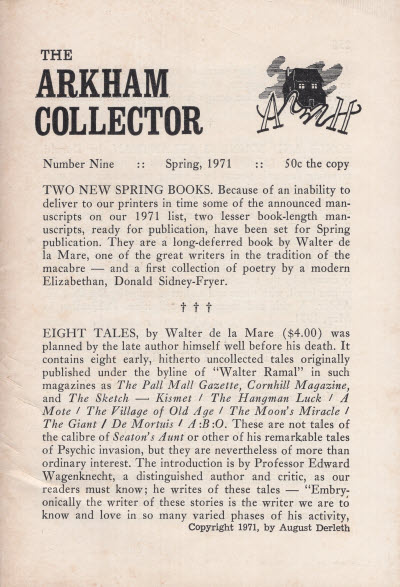 THE
ARKHAM
COLLECTOR
Number Nine :: Spring, 1971 :: 50c the copy
TWO NEW SPRING BOOKS. Because of an inability to
deliver to our printers in time some of the announced man-
uscripts on our 1971 list, two lesser book-length man-
uscripts, ready for publication, have been set for Spring
publication. They are a long-deferred book by Walter de
la Mare, one of the great writers in the tradition of the
macabre — and a first collection of poetry by a modern
Elizabethan, Donald Sidney-Fryer.
† † †
EIGHT TALES, by Walter de la Mare ($4.00) was
planned by the late author himself well before his death. It
contains eight early, hitherto uncollected tales originally
published under the byline of "Walter Ramal" in such
magazines as The Pall Mall Gazette, Cornhill Magazine,
and The Sketch — Kismet / The Hangman Luck / A
Mote / The Village of Old Age / The Moon's Miracle /
The Giant / De Mortuis / A:B:O. These are not tales of
the calibre of Seaton's Aunt or other of his remarkable tales
of Psychic invasion, but they are nevertheless of more than
ordinary interest. The introduction is by Professor Edward
Wagenknecht, a distinguished author and critic, as our
readers must know; he writes of these tales — "Embry-
onically the writer of these stories is the writer we are to
know and love in so many varied phases of his activity,
Copyright 1971, by August Derleth